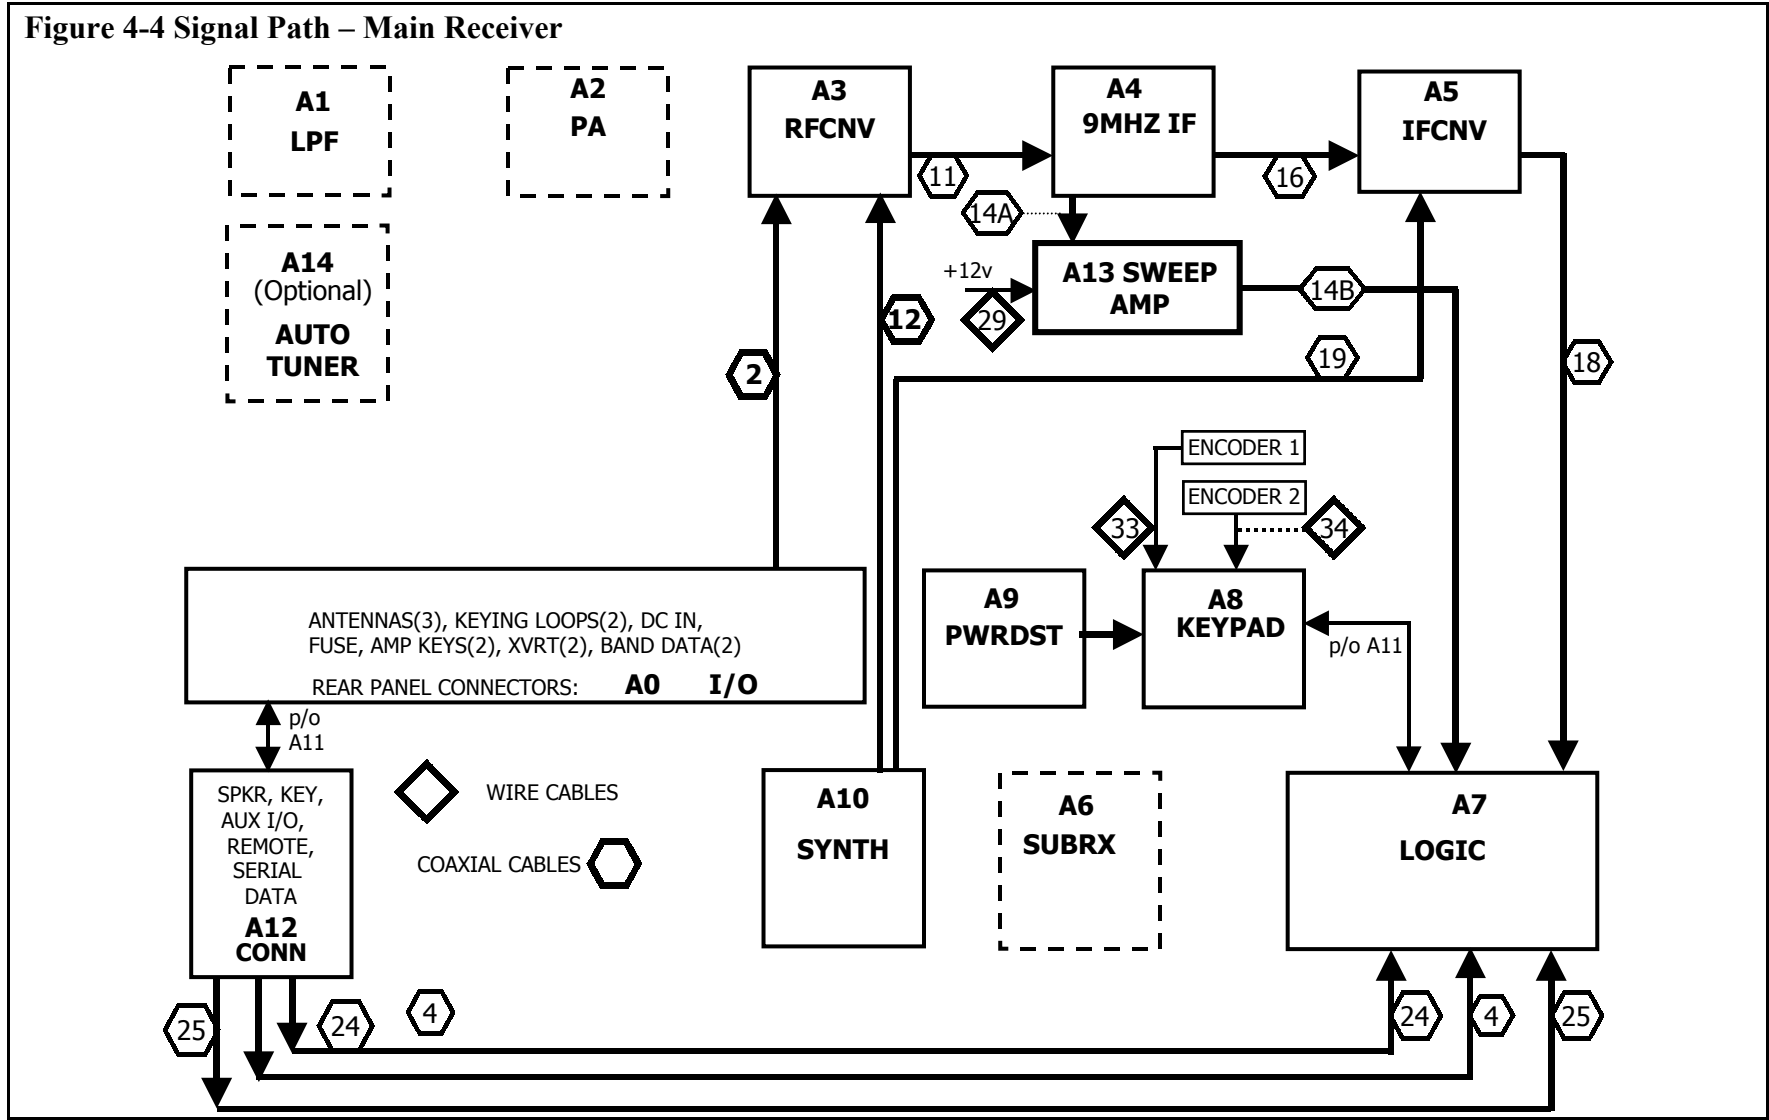 Figure 4-4 Signal Path – Main Receiver
A1
LPF
A2
PA
A3
RFCNV
A4
9MHZ IF
A5
IFCNV
11
16
14A
A14
(Optional)
AUTO
TUNER
+12v
29
A13 SWEEP
AMP
14B
12
2
19
18
ENCODER 1
ENCODER 2
33
34
ANTENNAS(3), KEYING LOOPS(2), DC IN,
FUSE, AMP KEYS(2), XVRT(2), BAND DATA(2)
REAR PANEL CONNECTORS: A0 I/O
A9
PWRDST
A8
KEYPAD
p/o A11
p/o
A11
SPKR, KEY,
AUX I/O,
REMOTE,
SERIAL
DATA
A12
CONN
WIRE CABLES
COAXIAL CABLES
A10
SYNTH
A6
SUBRX
A7
LOGIC
25
24
4
24
4
25